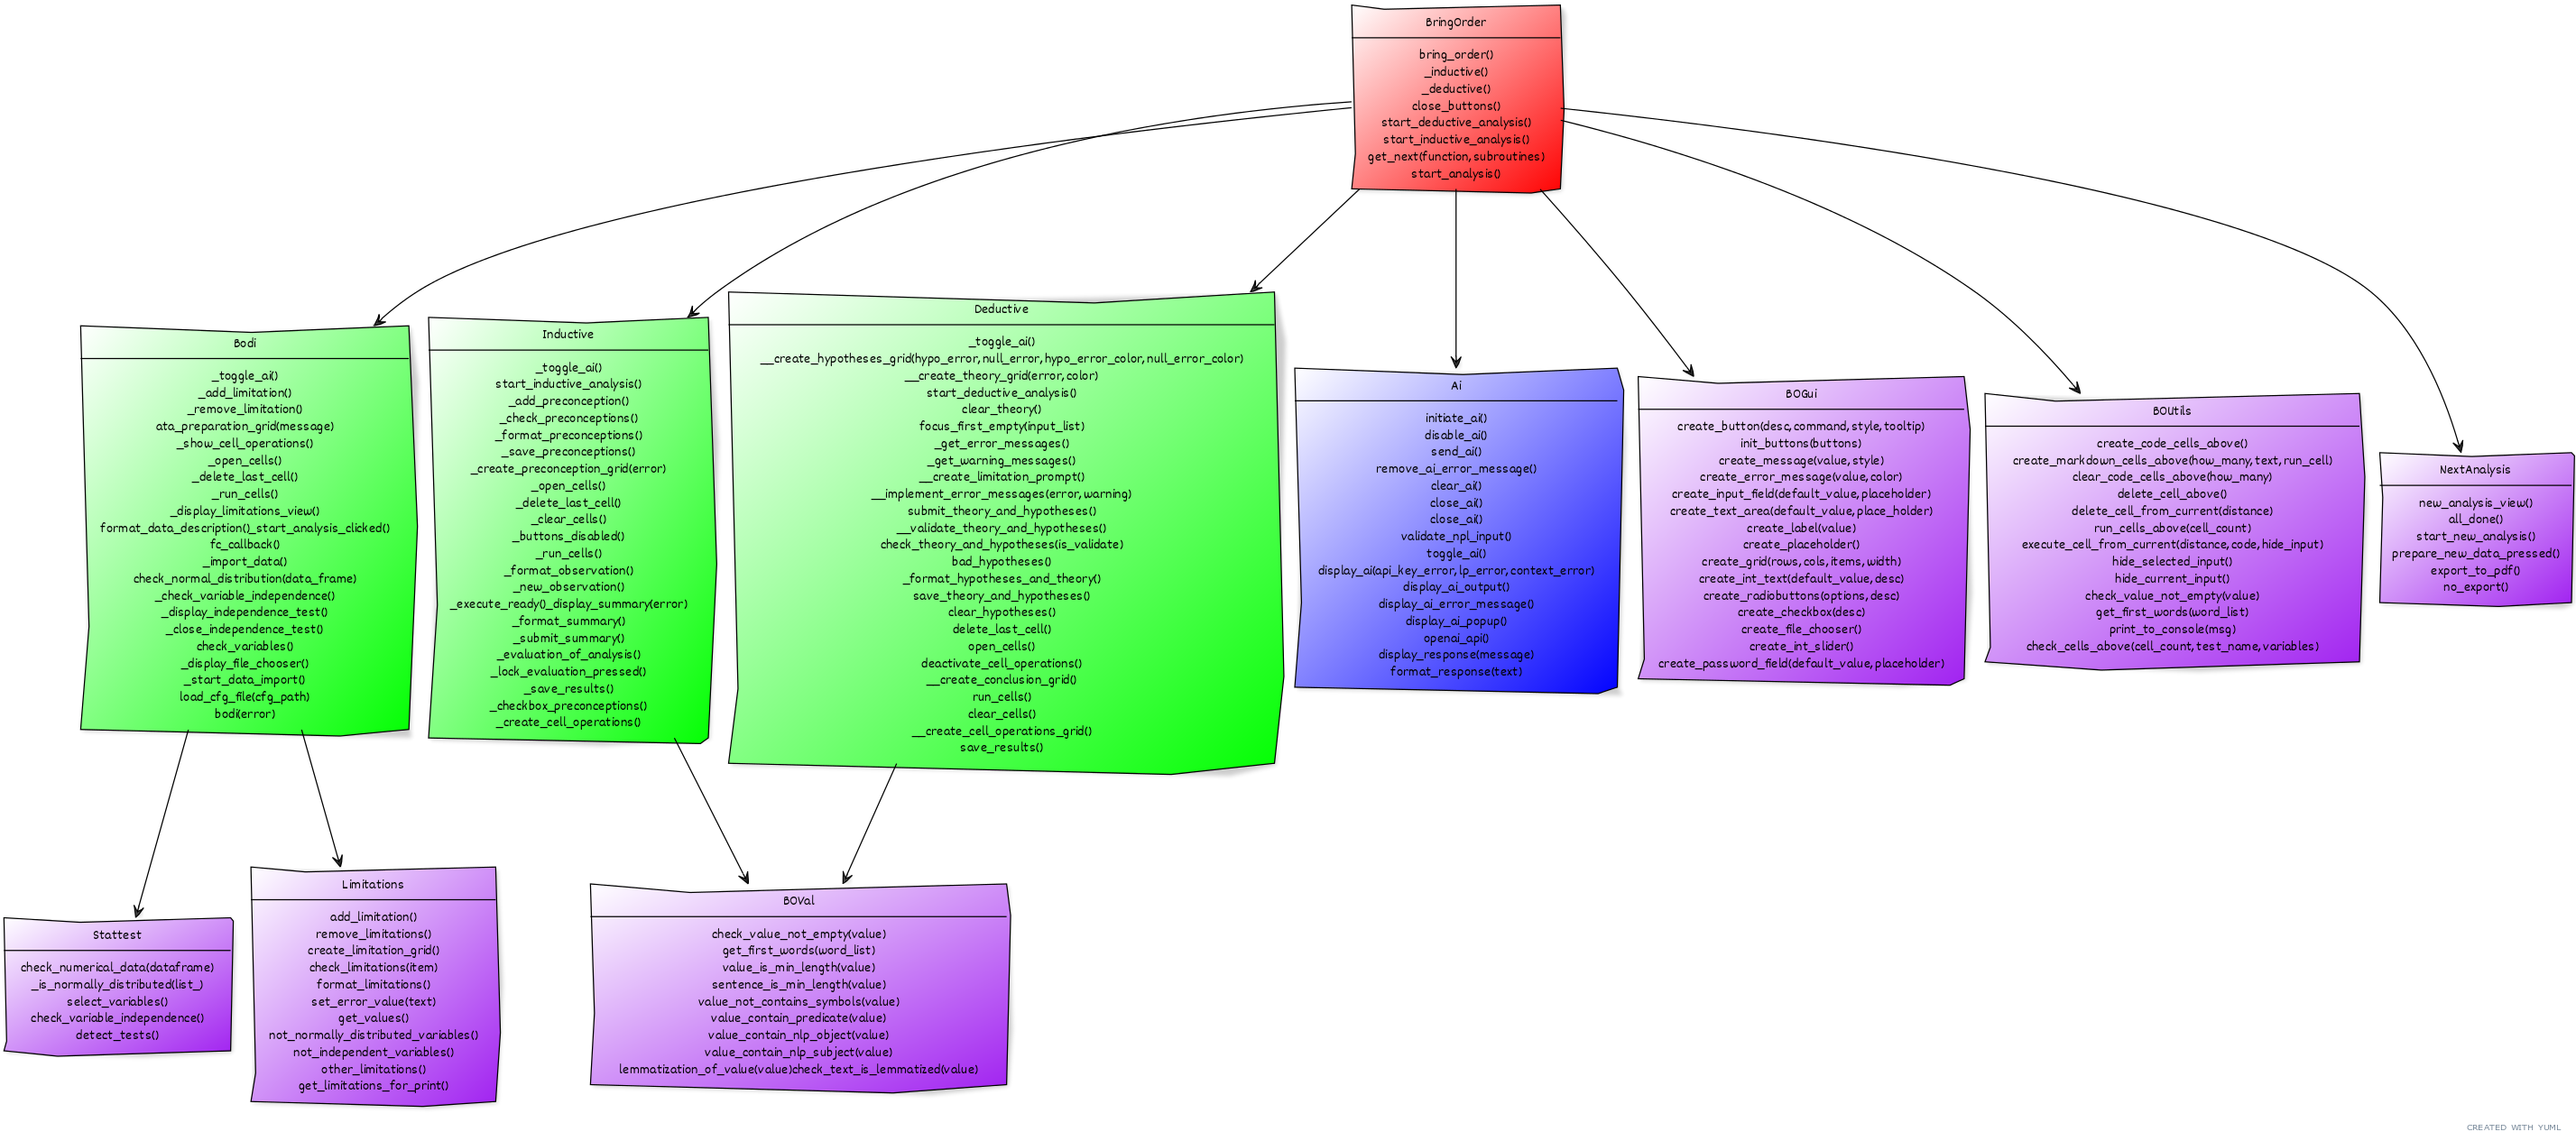 BringOrder
bring_order()
_inductive()
_deductive()
close_buttons()
start_deductive_analysis()
start_inductive_analysis()
get_next(function, subroutines)
start_analysis()
Bodi
_toggle_ai()
_add_limitation()
_remove_limitation()
ata_preparation_grid(message)
_show_cell_operations()
_open_cells()
_delete_last_cell()
_run_cells()
_display_limitations_view()
format_data_description()_start_analysis_clicked()
fc_callback()
_import_data()
check_normal_distribution(data_frame)
_check_variable_independence()
_display_independence_test()
_close_independence_test()
check_variables()
_display_file_chooser()
_start_data_import()
load_cfg_file(cfg_path)
bodi(error)
Inductive
_toggle_ai()
start_inductive_analysis()
_add_preconception()
_check_preconceptions()
_format_preconceptions()
_save_preconceptions()
_create_preconception_grid(error)
_open_cells()
_delete_last_cell()
_clear_cells()
_buttons_disabled()
_run_cells()
_format_observation()
_new_observation()
_execute_ready()_display_summary(error)
_format_summary()
_submit_summary()
_evaluation_of_analysis()
_lock_evaluation_pressed()
_save_results()
_checkbox_preconceptions()
_create_cell_operations()
Deductive
_toggle_ai()
__create_hypotheses_grid(hypo_error, null_error, hypo_error_color, null_error_color)
__create_theory_grid(error, color)
start_deductive_analysis()
clear_theory()
focus_first_empty(input_list)
_get_error_messages()
_get_warning_messages()
__create_limitation_prompt()
__implement_error_messages(error, warning)
submit_theory_and_hypotheses()
__validate_theory_and_hypotheses()
check_theory_and_hypotheses(is_validate)
bad_hypotheses()
_format_hypotheses_and_theory()
save_theory_and_hypotheses()
clear_hypotheses()
delete_last_cell()
open_cells()
deactivate_cell_operations()
__create_conclusion_grid()
run_cells()
clear_cells()
__create_cell_operations_grid()
save_results()
Ai
initiate_ai()
disable_ai()
send_ai()
remove_ai_error_message()
clear_ai()
close_ai()
close_ai()
validate_npl_input()
toggle_ai()
display_ai(api_key_error, lp_error, context_error)
display_ai_output()
display_ai_error_message()
display_ai_popup()
openai_api()
display_response(message)
format_response(text)
BOGui
create_button(desc, command, style, tooltip)
init_buttons(buttons)
create_message(value, style)
create_error_message(value, color)
create_input_field(default_value, placeholder)
create_text_area(default_value, place_holder)
create_label(value)
create_placeholder()
create_grid(rows, cols, items, width)
create_int_text(default_value, desc)
create_radiobuttons(options, desc)
create_checkbox(desc)
create_file_chooser()
create_int_slider()
create_password_field(default_value, placeholder)
BOUtils
create_code_cells_above()
create_markdown_cells_above(how_many, text, run_cell)
clear_code_cells_above(how_many)
delete_cell_above()
delete_cell_from_current(distance)
run_cells_above(cell_count)
execute_cell_from_current(distance, code, hide_input)
hide_selected_input()
hide_current_input()
check_value_not_empty(value)
get_first_words(word_list)
print_to_console(msg)
check_cells_above(cell_count, test_name, variables)
NextAnalysis
new_analysis_view()
all_done()
start_new_analysis()
prepare_new_data_pressed()
export_to_pdf()
no_export()
Stattest
check_numerical_data(dataframe)
_is_normally_distributed(list_)
select_variables()
check_variable_independence()
detect_tests()
Limitations
add_limitation()
remove_limitations()
create_limitation_grid()
check_limitations(item)
format_limitations()
set_error_value(text)
get_values()
not_normally_distributed_variables()
not_independent_variables()
other_limitations()
get_limitations_for_print()
BOVal
check_value_not_empty(value)
get_first_words(word_list)
value_is_min_length(value)
sentence_is_min_length(value)
value_not_contains_symbols(value)
value_contain_predicate(value)
value_contain_nlp_object(value)
value_contain_nlp_subject(value)
lemmatization_of_value(value)check_text_is_lemmatized(value)
CREATED WITH YUML